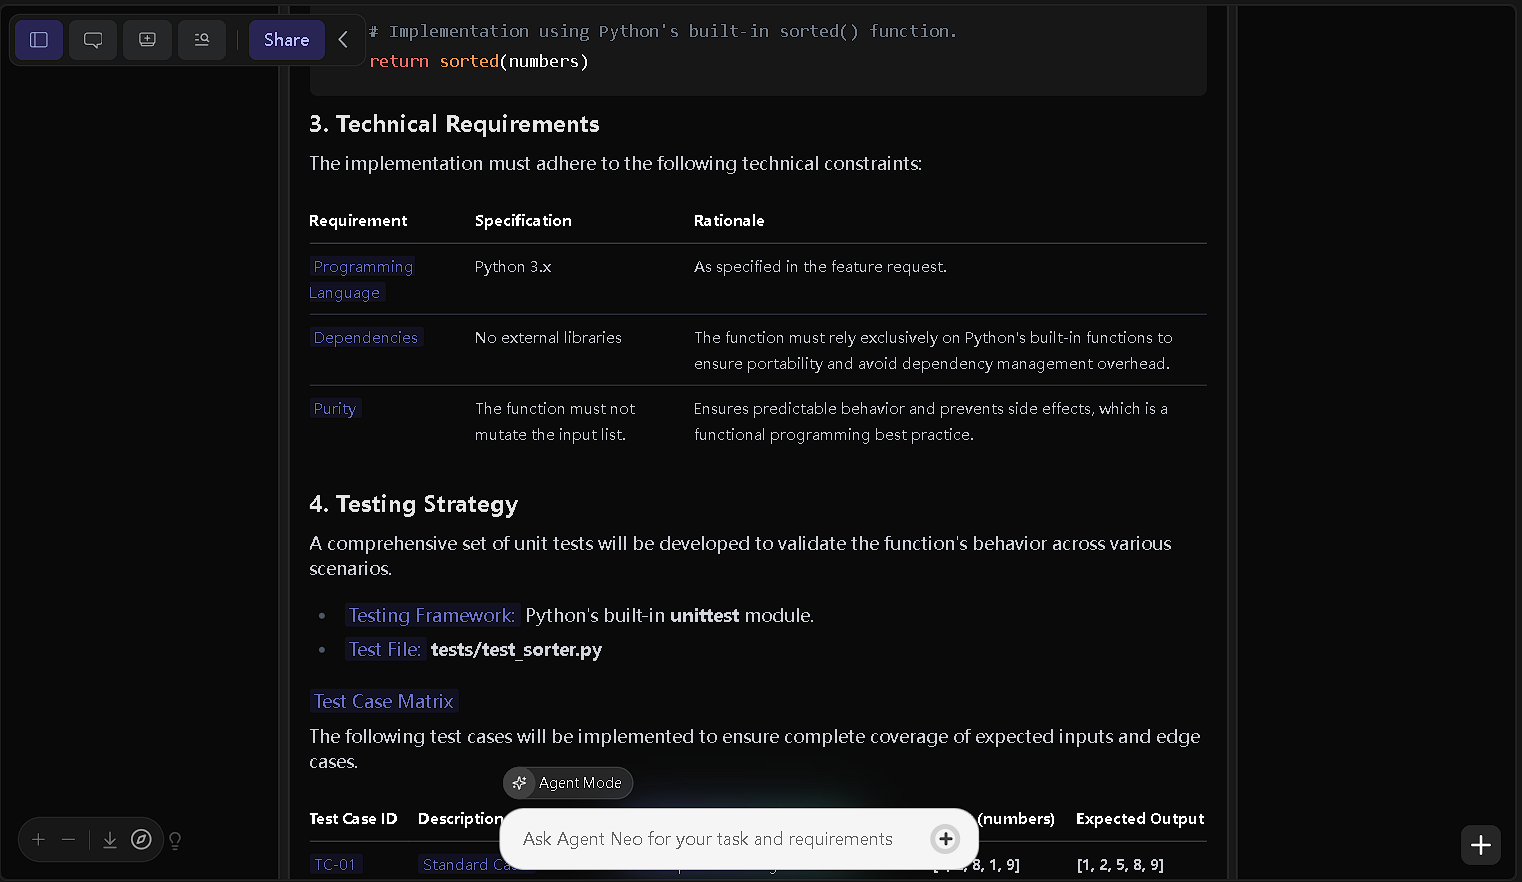 Share
# Implementation using Python's built-in sorted() function.
return sorted(numbers)
3. Technical Requirements
The implementation must adhere to the following technical constraints:
Requirement Specification Rationale
Programming Language Python 3.x As specified in the feature request.
Dependencies No external libraries The function must rely exclusively on Python's built-in functions to
ensure portability and avoid dependency management overhead.
Purity The function must not mutate the input list. Ensures predictable behavior and prevents side effects, which is a
functional programming best practice.
4. Testing Strategy
A comprehensive set of unit tests will be developed to validate the function's behavior across various
scenarios.
• Testing Framework: Python's built-in unittest module.
• Test File: tests/test_sorter.py
Test Case Matrix
The following test cases will be implemented to ensure complete coverage of expected inputs and edge
cases.
Agent Mode
Test Case ID Description (numbers) Expected Output
Ask Agent Neo for your task and requirements
TC-01 Standard 8, 1, 9] [1, 2, 5, 8, 9]